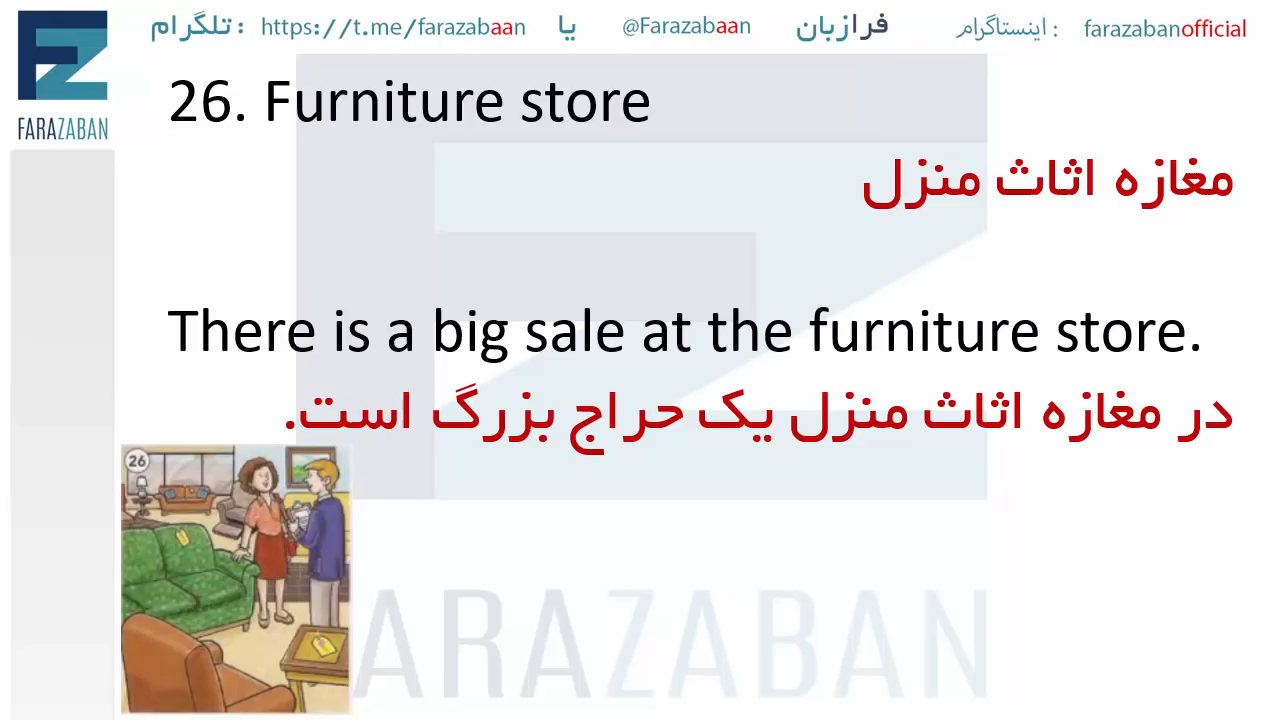 تلگرام : https://t.me/farazabaan یا @Farazabaan فرازبان اینستاگرام : farazabanofficial
FARAZABAN
26. Furniture store
مغازه اثاث منزل
There is a big sale at the furniture store.
در مغازه اثاث منزل یک حراج بزرگ است.
26
FARAZABAN